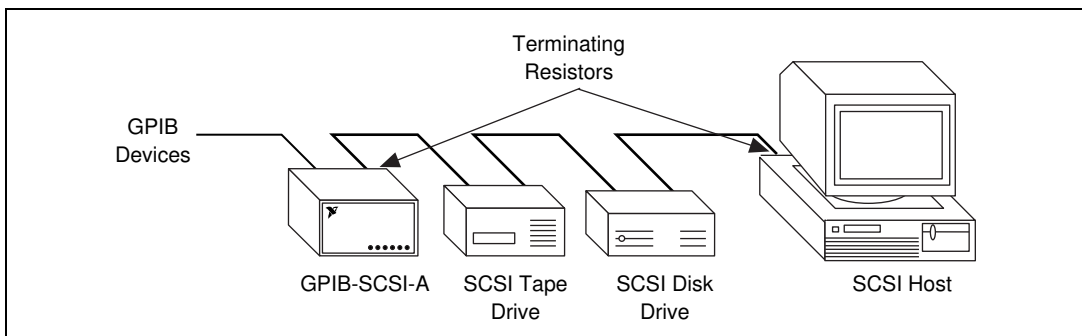 Terminating
Resistors
GPIB
Devices
GPIB-SCSI-A
SCSI Tape
Drive
SCSI Disk
Drive
SCSI Host